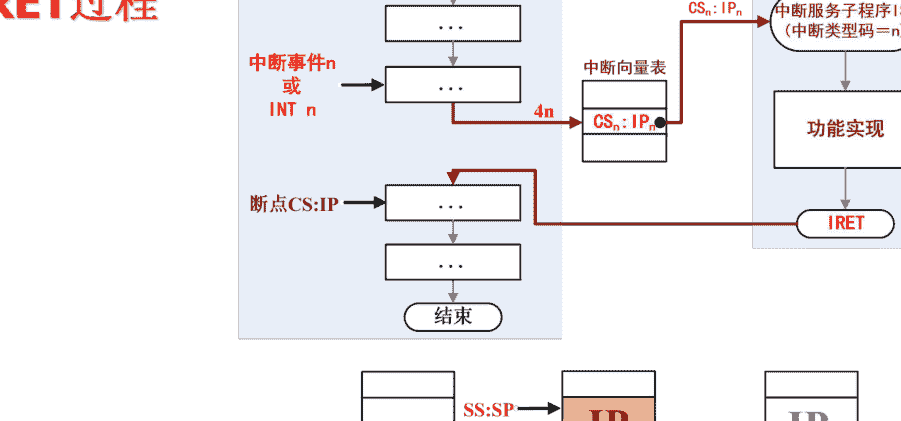 RET过程
CSn:IPn
中断服务子程序
(中断类型码=n)
...
中断事件n
或
INT n
...
中断向量表
4n
CSn:IPn
功能实现
断点CS:IP
...
IRET
...
结束
SS:SP
IP
IP